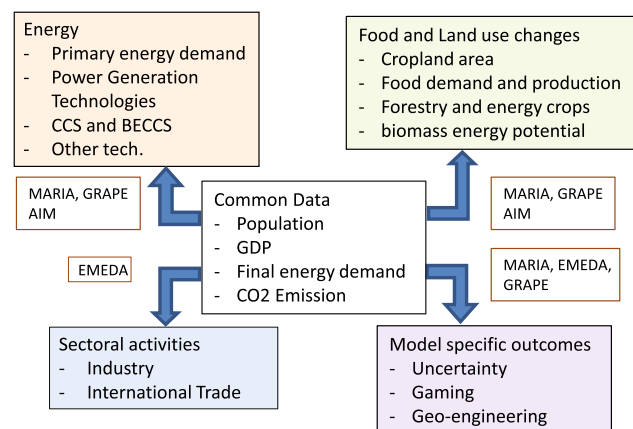 Energy
- Primary energy demand
- Power Generation
Technologies
- CCS and BECCS
- Other tech.
Food and Land use changes
- Cropland area
- Food demand and production
- Forestry and energy crops
- biomass energy potential
MARIA, GRAPE
AIM
Common Data
- Population
- GDP
- Final energy demand
- CO2 Emission
MARIA, GRAPE
AIM
EMEDA
MARIA, EMEDA,
GRAPE
Sectoral activities
- Industry
- International Trade
Model specific outcomes
- Uncertainty
- Gaming
- Geo-engineering